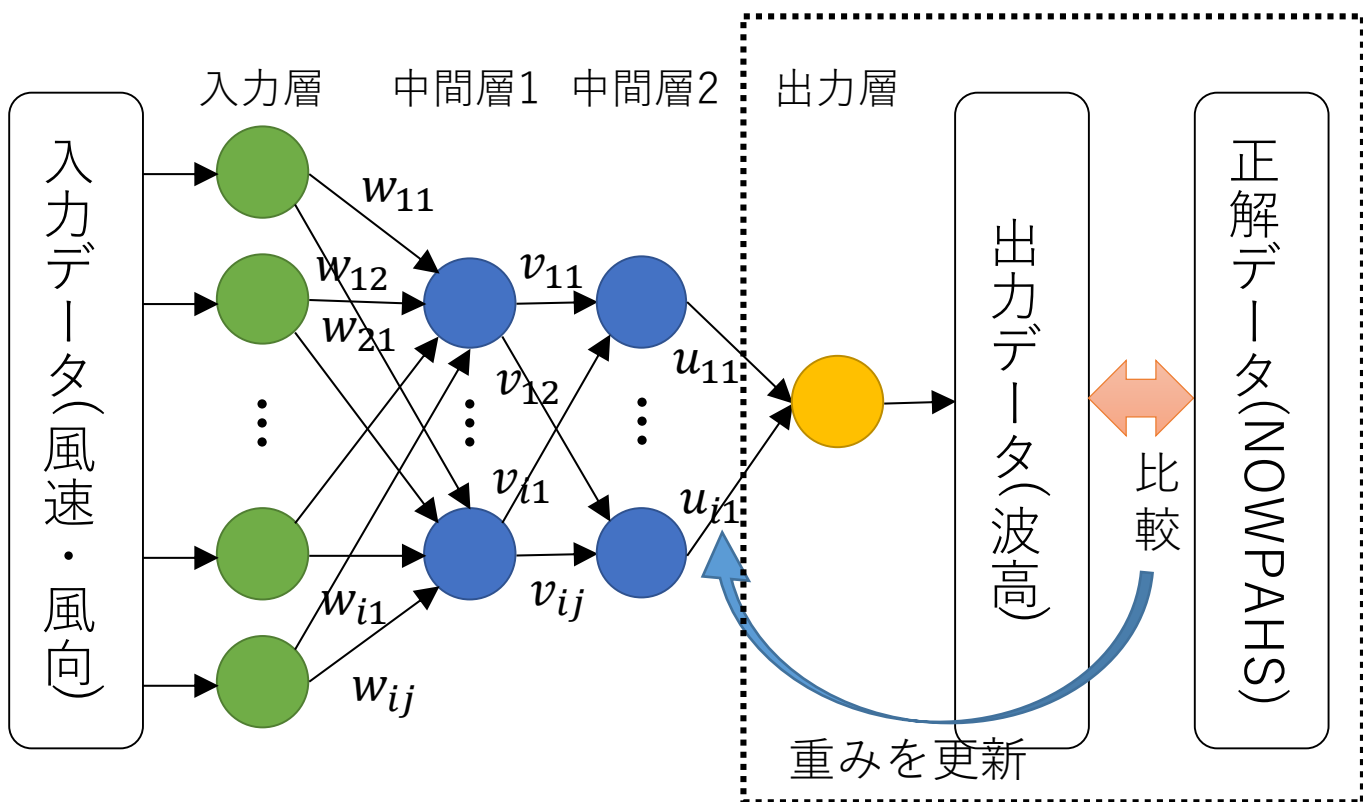 入力層
中間層1
中間層2
出力層
入力データ(風速・風向)
w₁₁
w₁₂
w₂₁
wᵢ₁
wᵢⱼ
v₁₁
v₁₂
vᵢ₁
vᵢⱼ
u₁₁
uᵢ₁
出力データ(波高)
比較
正解データ(NOWPAHS)
重みを更新